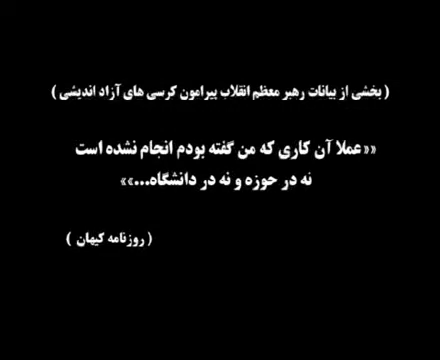 ( بخشی از بیانات رهبر معظم انقلاب پیرامون کرسی های آزاد اندیشی )
«« عملا آن کاری که من گفته بودم انجام نشده است
نه در حوزه و نه در دانشگاه...»»
( روزنامه کیهان )